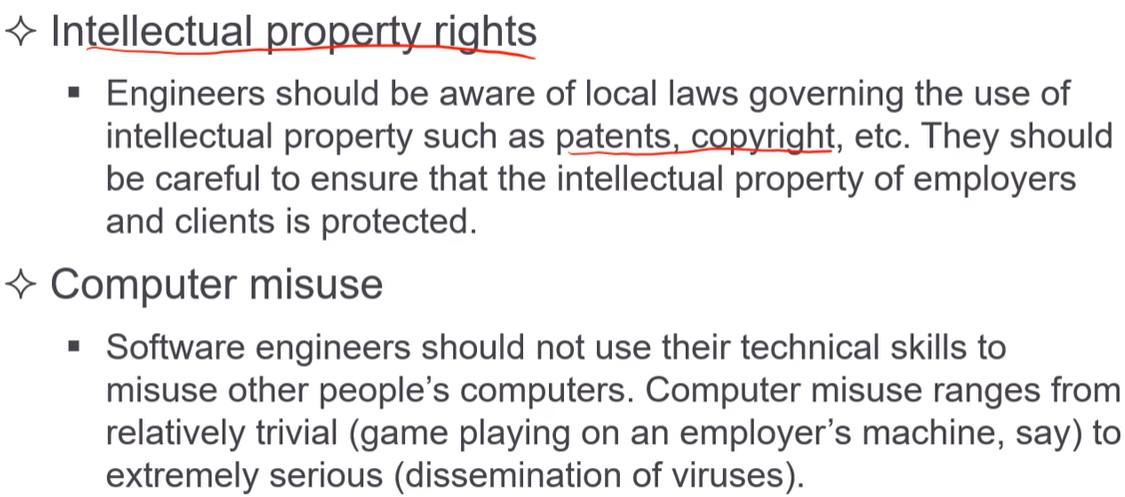 ✧ Intellectual property rights
▪ Engineers should be aware of local laws governing the use of
intellectual property such as patents, copyright, etc. They should
be careful to ensure that the intellectual property of employers
and clients is protected.
✧ Computer misuse
▪ Software engineers should not use their technical skills to
misuse other people’s computers. Computer misuse ranges from
relatively trivial (game playing on an employer’s machine, say) to
extremely serious (dissemination of viruses).